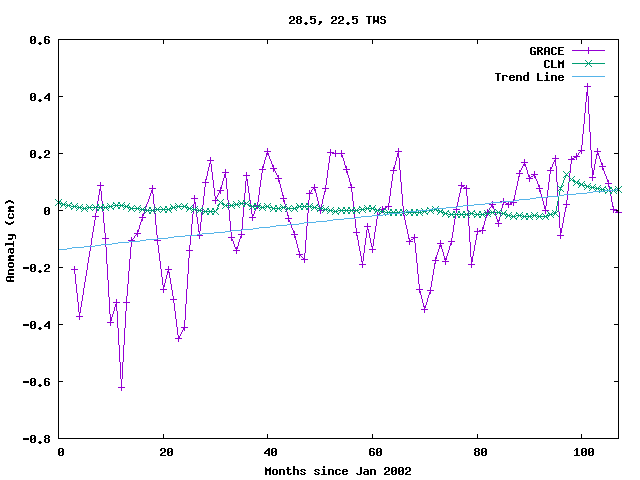 28.5, 22.5 TWS
GRACE
CLM
Trend Line
0.6
0.4
0.2
0
-0.2
-0.4
-0.6
-0.8
Anomaly (cm)
0 20 40 60 80 100
Months since Jan 2002